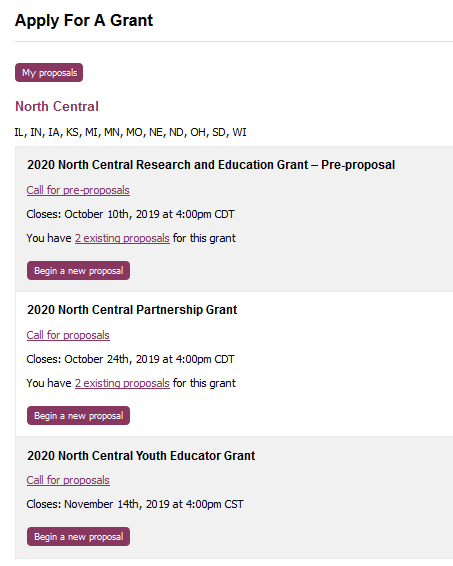 Apply For A Grant
My proposals
North Central
IL, IN, IA, KS, MI, MN, MO, NE, ND, OH, SD, WI
2020 North Central Research and Education Grant – Pre-proposal
Call for pre-proposals
Closes: October 10th, 2019 at 4:00pm CDT
You have 2 existing proposals for this grant
Begin a new proposal
2020 North Central Partnership Grant
Call for proposals
Closes: October 24th, 2019 at 4:00pm CDT
You have 2 existing proposals for this grant
Begin a new proposal
2020 North Central Youth Educator Grant
Call for proposals
Closes: November 14th, 2019 at 4:00pm CST
Begin a new proposal